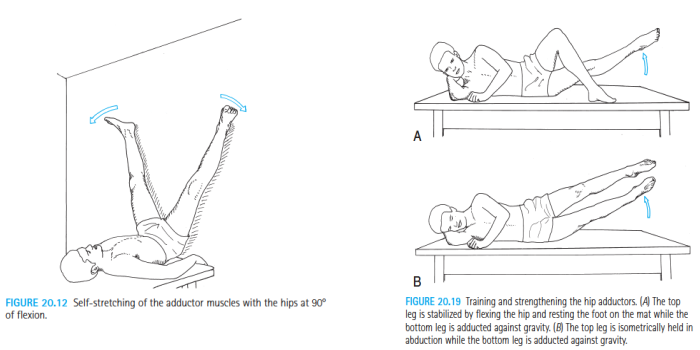 FIGURE 20.12 Self-stretching of the adductor muscles with the hips at 90°
of flexion.
A
B
FIGURE 20.19 Training and strengthening the hip adductors. (A) The top
leg is stabilized by flexing the hip and resting the foot on the mat while the
bottom leg is adducted against gravity. (B) The top leg is isometrically held in
abduction while the bottom leg is adducted against gravity.